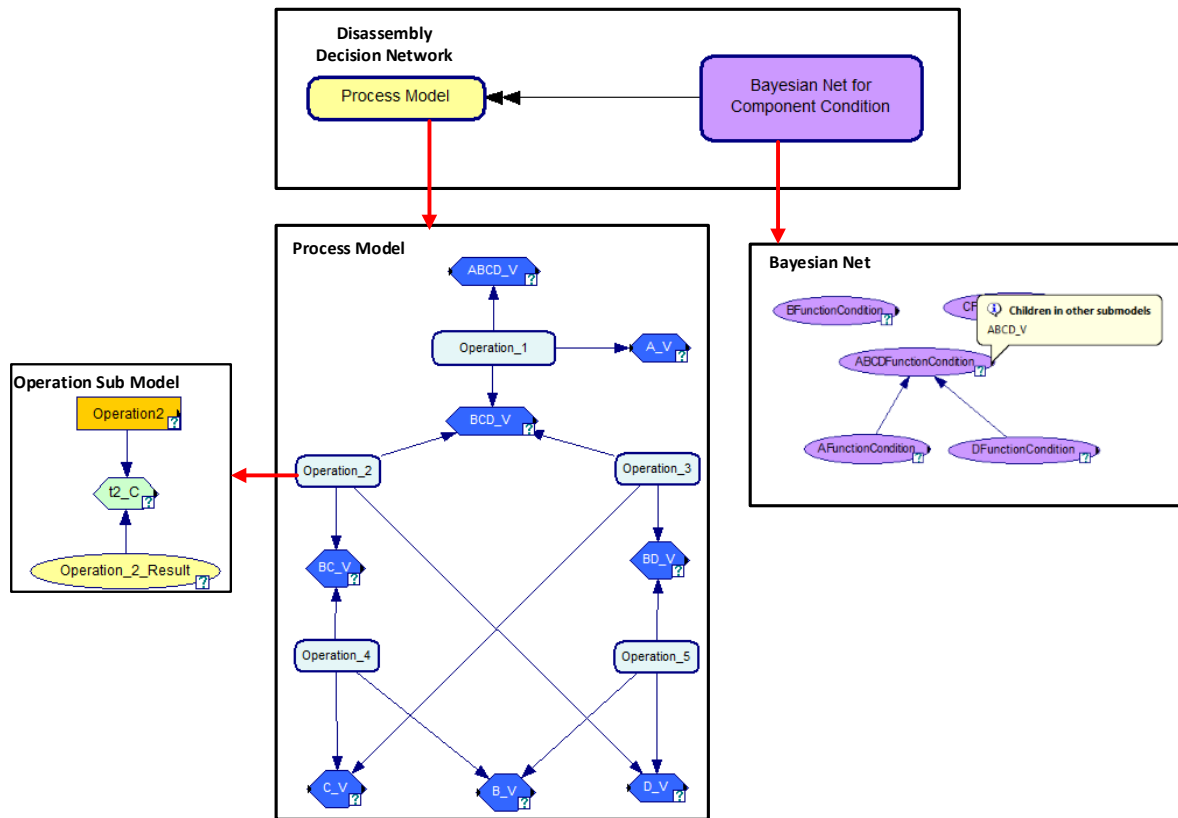 Disassembly
Decision Network
Process Model
Bayesian Net for
Component Condition
Process Model
ABCD_V
?
Operation_1
A_V
?
BCD_V
?
Operation_2
Operation_3
BC_V
?
BD_V
?
Operation_4
Operation_5
C_V
?
B_V
?
D_V
?
Bayesian Net
BFunctionCondition
?
Children in other submodels
ABCD_V
ABCDFunctionCondition
?
AFunctionCondition
?
DFunctionCondition
?
Operation Sub Model
Operation2
?
t2_C
?
Operation_2_Result
?